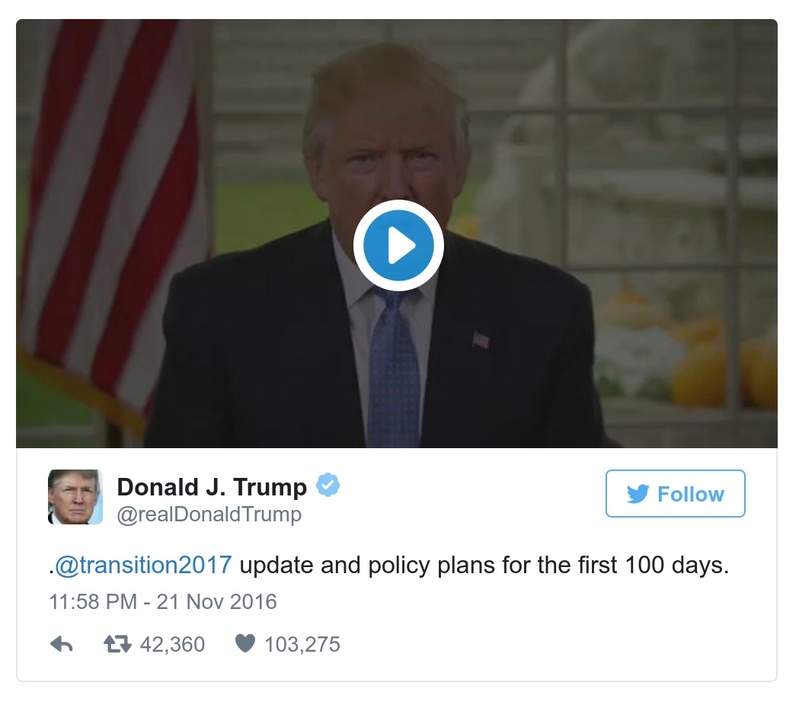 Donald J. Trump
@realDonaldTrump
Follow
.@transition2017 update and policy plans for the first 100 days.
11:58 PM - 21 Nov 2016
42,360 103,275